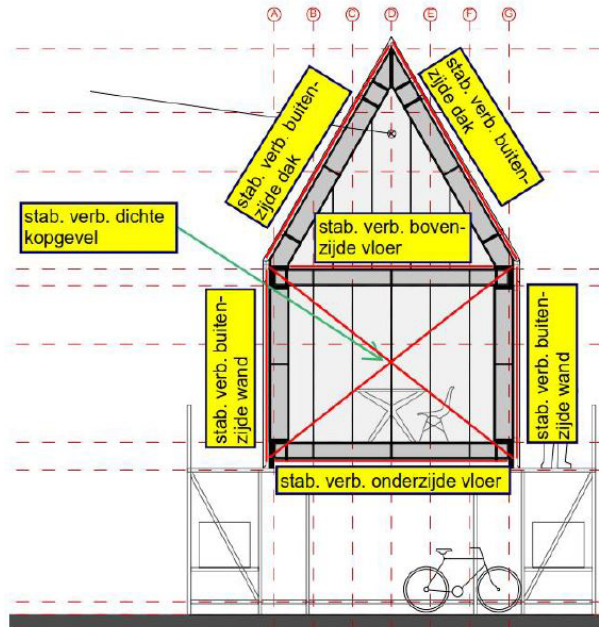 A B C D E F G
stab. verb. buiten-
zijde dak
stab. verb. buiten-
zijde dak
stab. verb. dichte
kopgevel
stab. verb. boven-
zijde vloer
stab. verb. buiten-
zijde wand
stab. verb. buiten-
zijde wand
stab. verb. onderzijde vloer